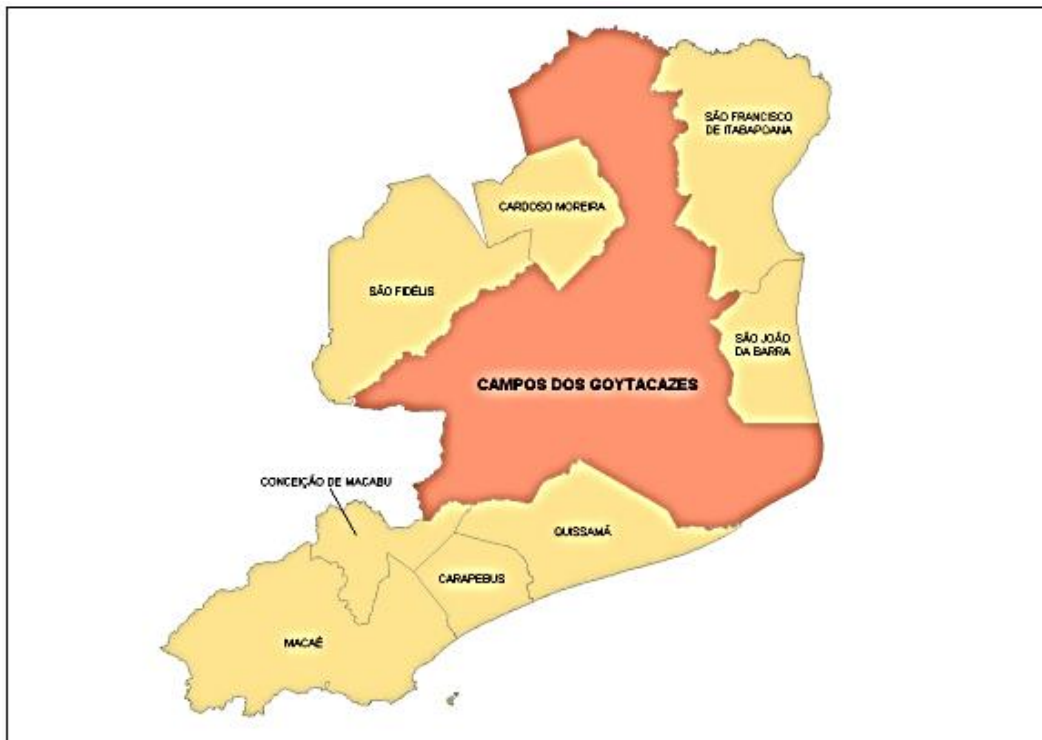 SÃO FRANCISCO
DE ITABAPOANA
CARDOSO MOREIRA
SÃO FIDÉLIS
SÃO JOÃO
DA BARRA
CAMPOS DOS GOYTACAZES
CONCEIÇÃO DE MACABU
QUISSAMÃ
CARAPEBUS
MACAÉ